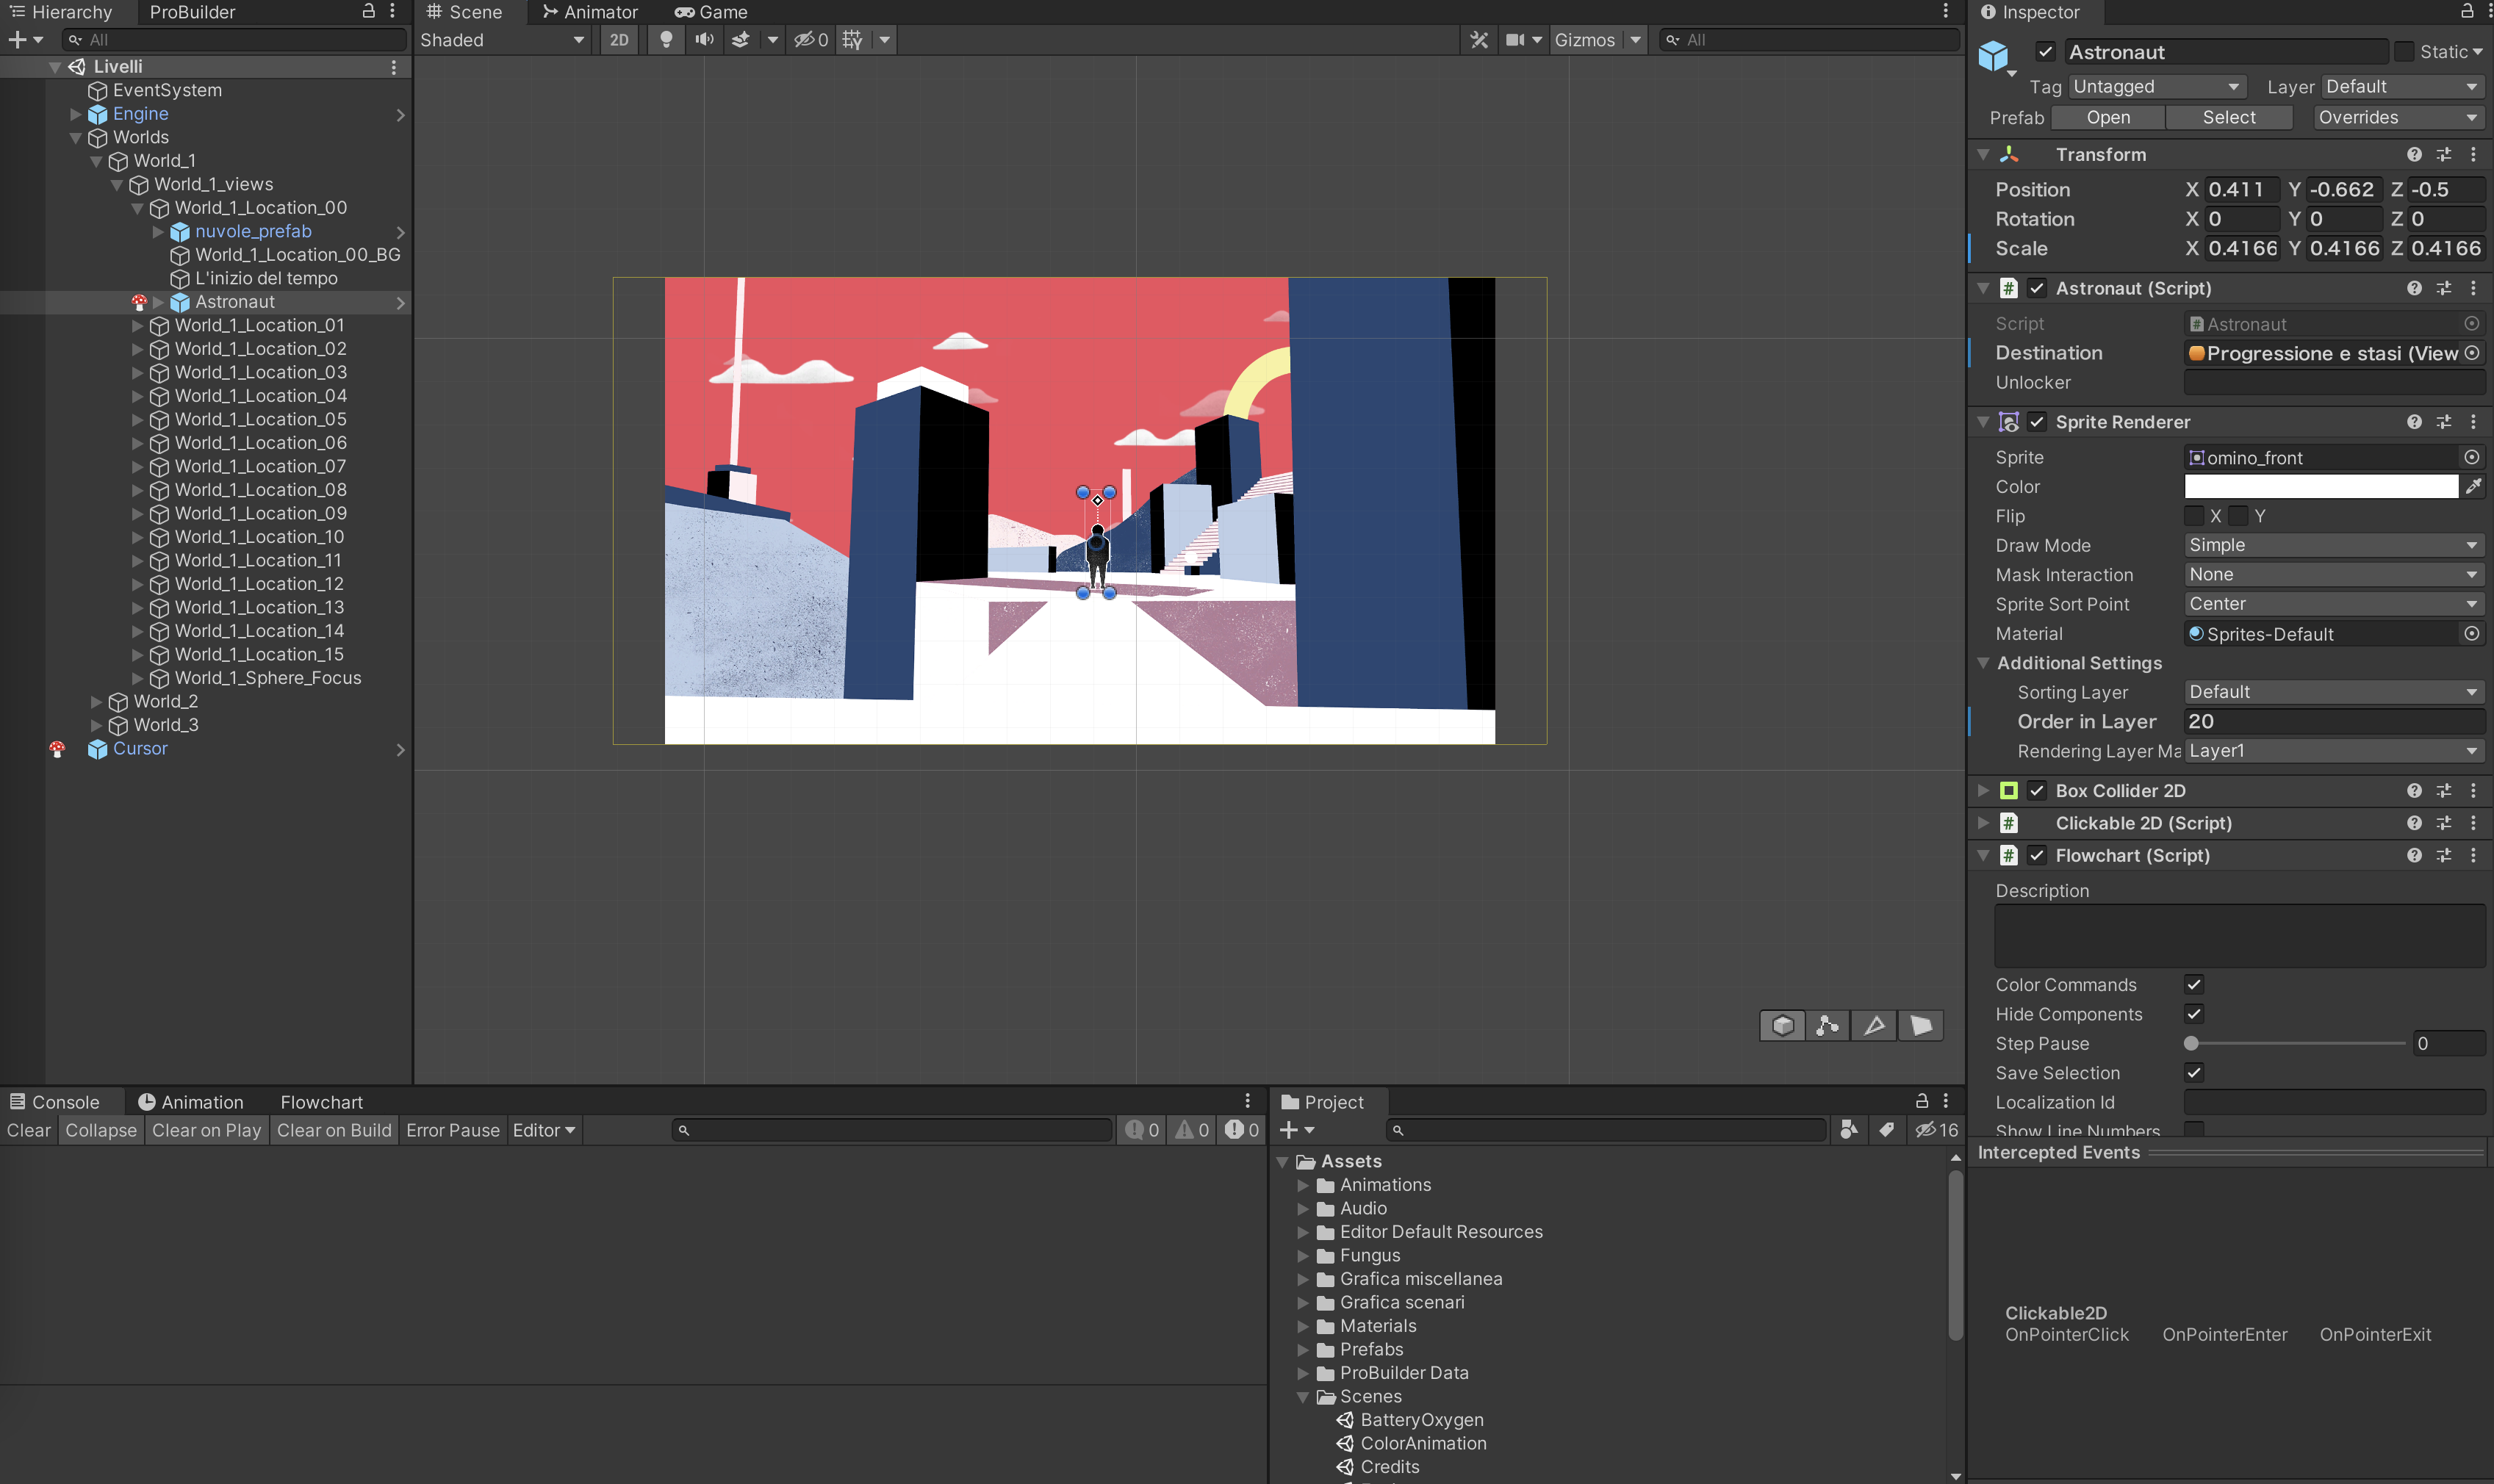 Hierarchy
ProBuilder
All
Livelli
EventSystem
Engine
Worlds
World_1
World_1_views
World_1_Location_00
nuvole_prefab
World_1_Location_00_BG
L'inizio del tempo
Astronaut
World_1_Location_01
World_1_Location_02
World_1_Location_03
World_1_Location_04
World_1_Location_05
World_1_Location_06
World_1_Location_07
World_1_Location_08
World_1_Location_09
World_1_Location_10
World_1_Location_11
World_1_Location_12
World_1_Location_13
World_1_Location_14
World_1_Location_15
World_1_Sphere_Focus
World_2
World_3
Cursor
Scene
Animator
Game
Shaded
2D
0
Gizmos
All
Inspector
Astronaut
Static
Tag Untagged Layer Default
Prefab Open Select Overrides
Transform
Position X 0.411 Y -0.662 Z -0.5
Rotation X 0 Y 0 Z 0
Scale X 0.4166 Y 0.4166 Z 0.4166
Astronaut (Script)
Script Astronaut
Destination Progressione e stasi (View
Unlocker
Sprite Renderer
Sprite omino_front
Color
Flip X Y
Draw Mode Simple
Mask Interaction None
Sprite Sort Point Center
Material Sprites-Default
Additional Settings
Sorting Layer Default
Order in Layer 20
Rendering Layer Ma Layer1
Box Collider 2D
Clickable 2D (Script)
Flowchart (Script)
Description
Color Commands
Hide Components
Step Pause 0
Save Selection
Localization Id
Show Line Numbers
Intercepted Events
Clickable2D
OnPointerClick OnPointerEnter OnPointerExit
Console
Animation
Flowchart
Clear Collapse Clear on Play Clear on Build Error Pause Editor
0 0 0
Project
16
Assets
Animations
Audio
Editor Default Resources
Fungus
Grafica miscellanea
Grafica scenari
Materials
Prefabs
ProBuilder Data
Scenes
BatteryOxygen
ColorAnimation
Credits